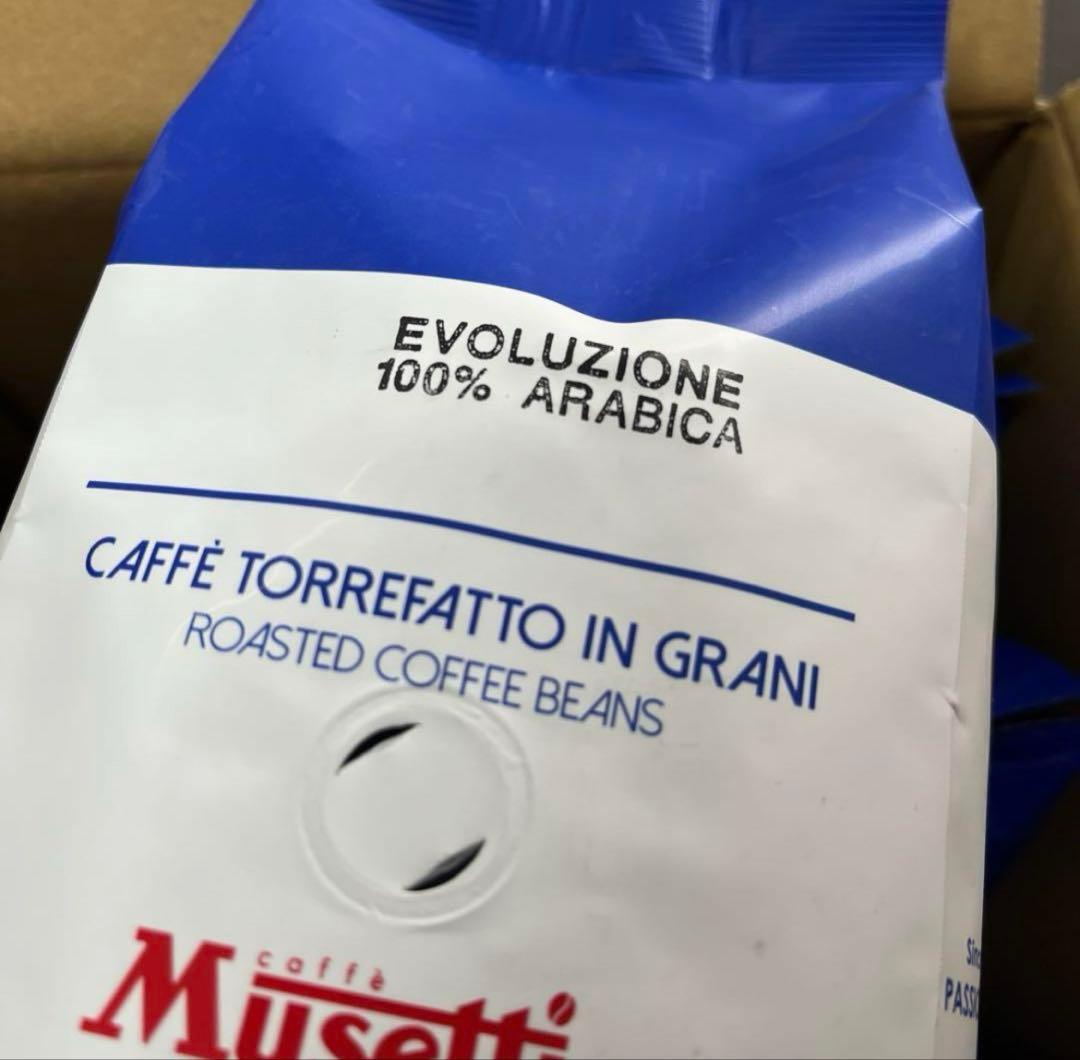 EVOLUZIONE
100% ARABICA
CAFFÈ TORREFATTO IN GRANI
ROASTED COFFEE BEANS
caffè
Musetti